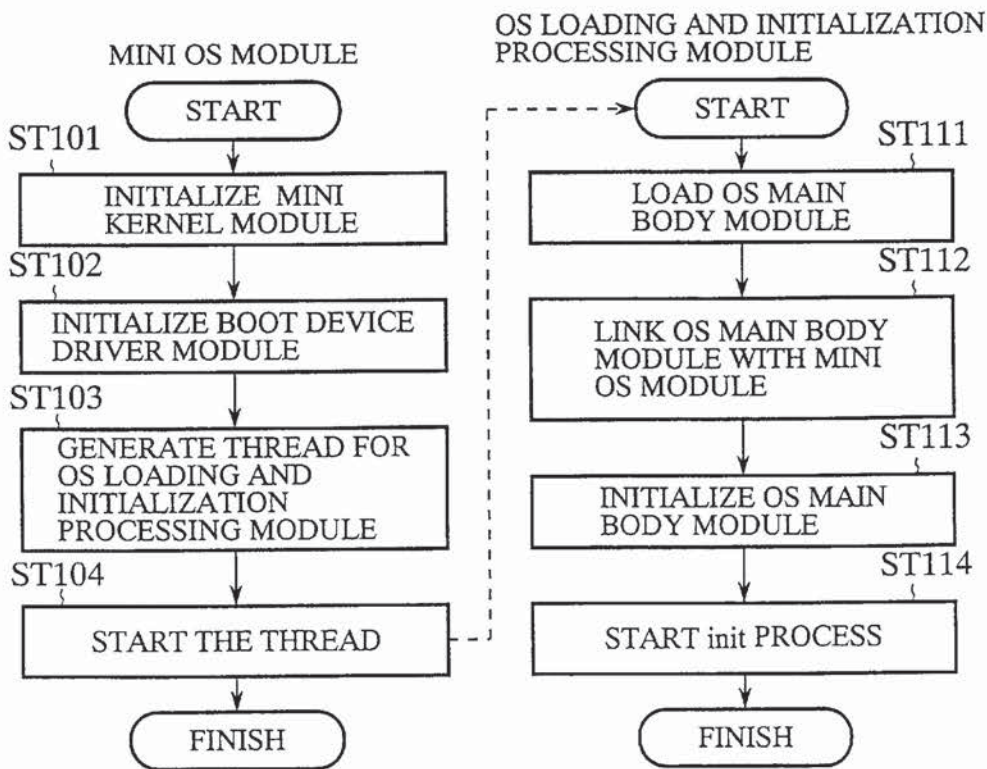 MINI OS MODULE
START
ST101
INITIALIZE MINI
KERNEL MODULE
ST102
INITIALIZE BOOT DEVICE
DRIVER MODULE
ST103
GENERATE THREAD FOR
OS LOADING AND
INITIALIZATION
PROCESSING MODULE
ST104
START THE THREAD
FINISH
OS LOADING AND INITIALIZATION
PROCESSING MODULE
START
ST111
LOAD OS MAIN
BODY MODULE
ST112
LINK OS MAIN BODY
MODULE WITH MINI
OS MODULE
ST113
INITIALIZE OS MAIN
BODY MODULE
ST114
START init PROCESS
FINISH